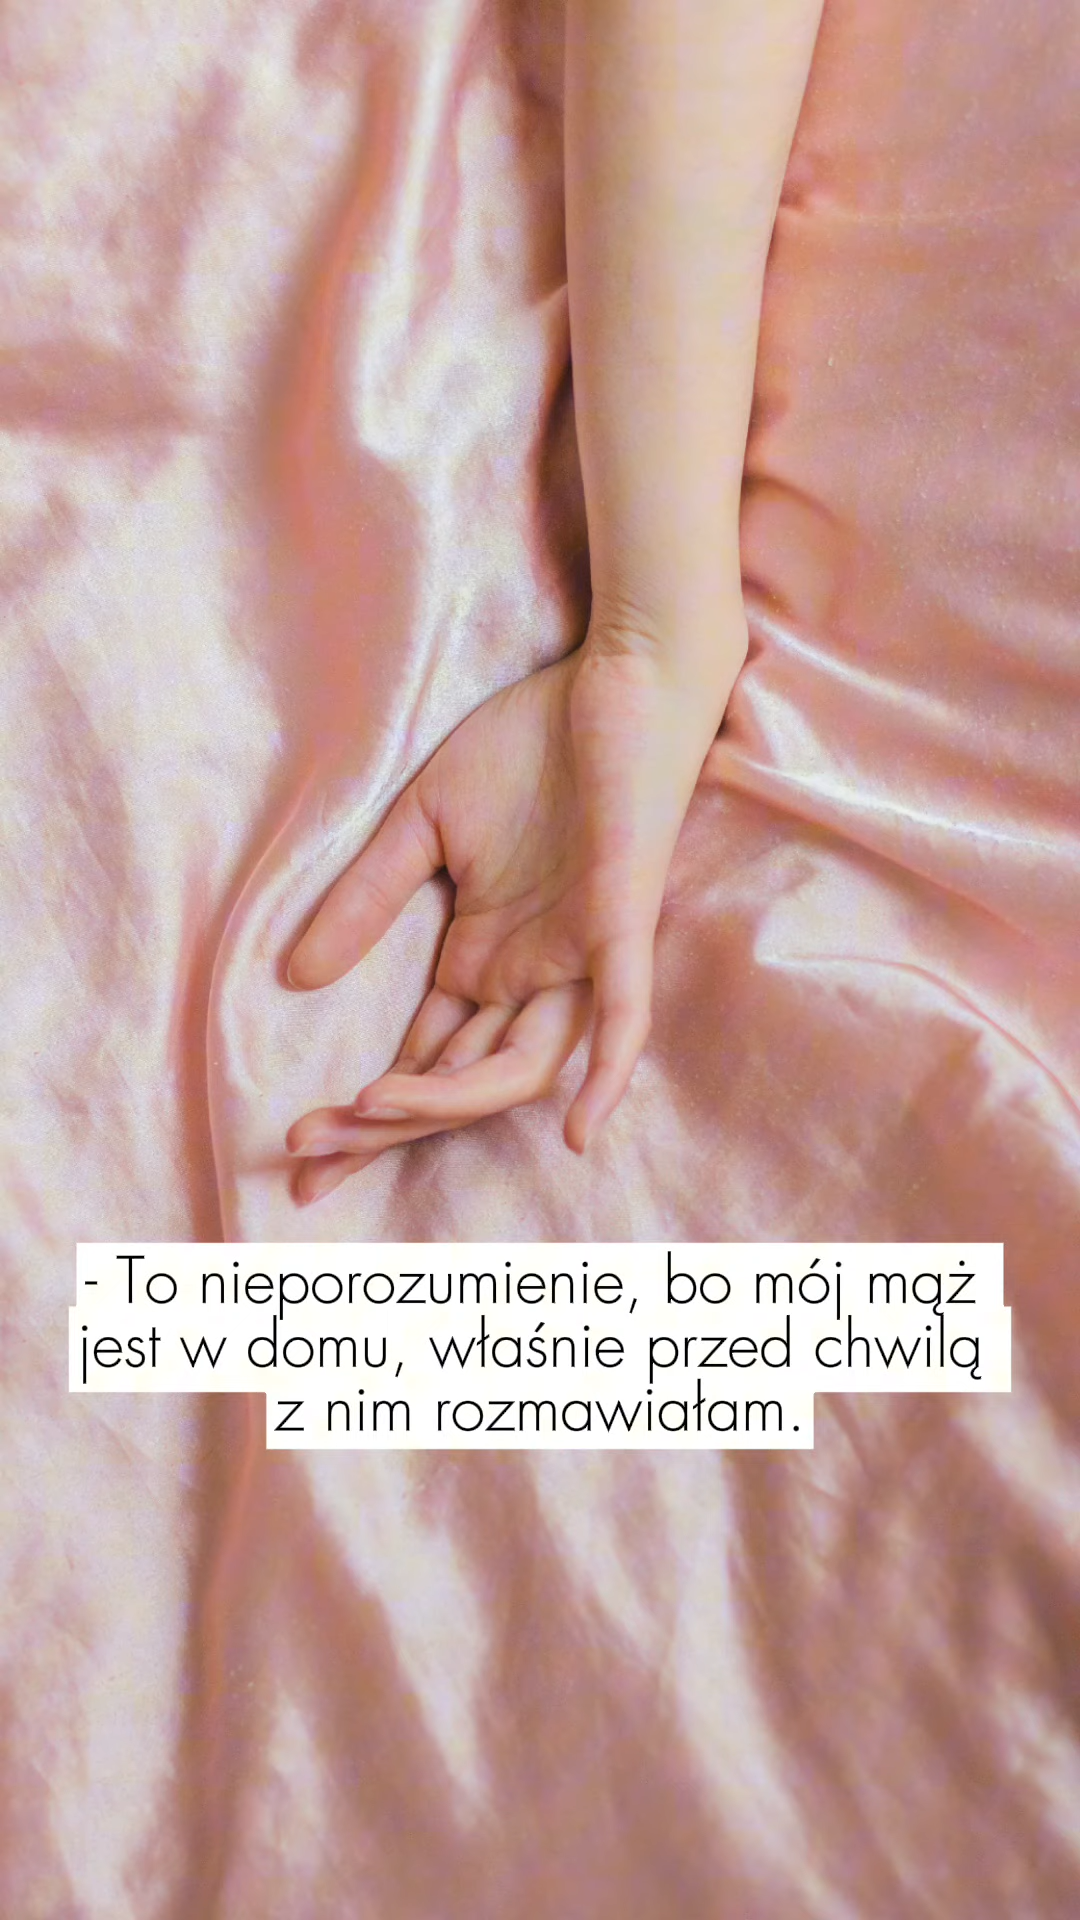 - To nieporozumienie, bo mój mąż
jest w domu, właśnie przed chwilą
z nim rozmawiałam.